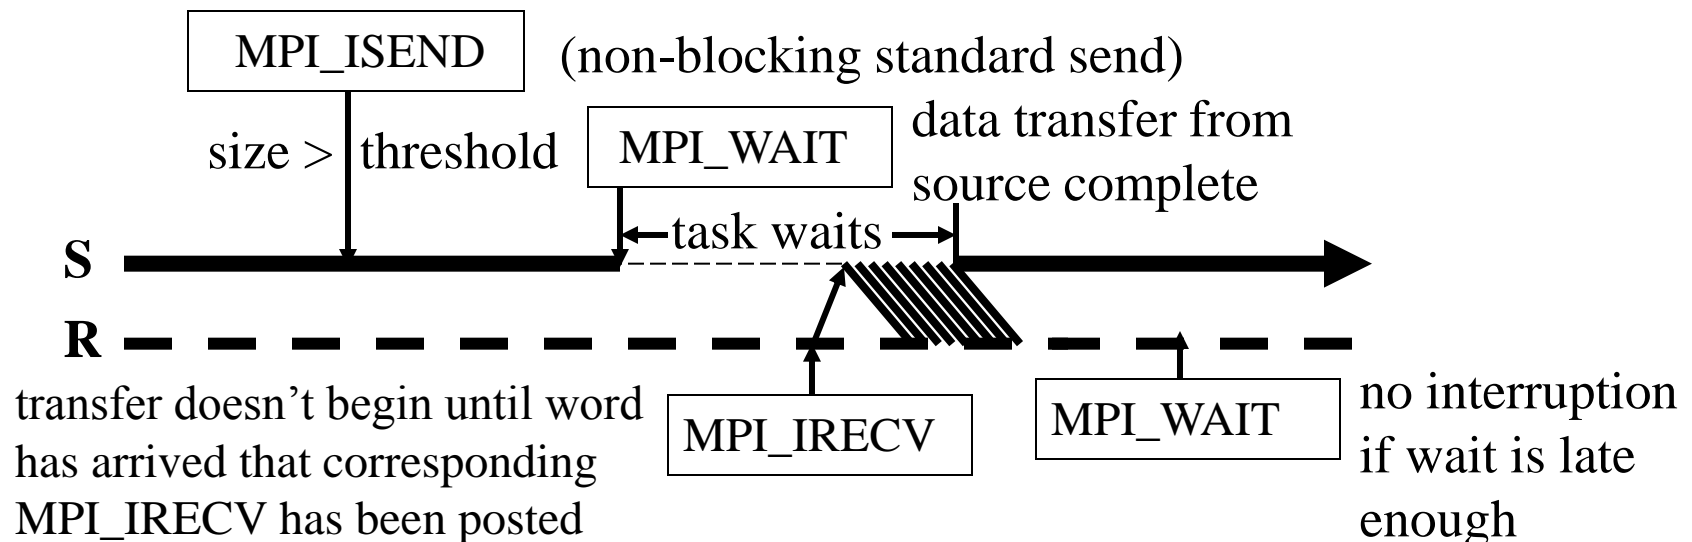 MPI_ISEND
(non-blocking standard send)
size > threshold
MPI_WAIT
data transfer from
source complete
task waits
S
R
transfer doesn’t begin until word
has arrived that corresponding
MPI_IRECV has been posted
MPI_IRECV
MPI_WAIT
no interruption
if wait is late
enough